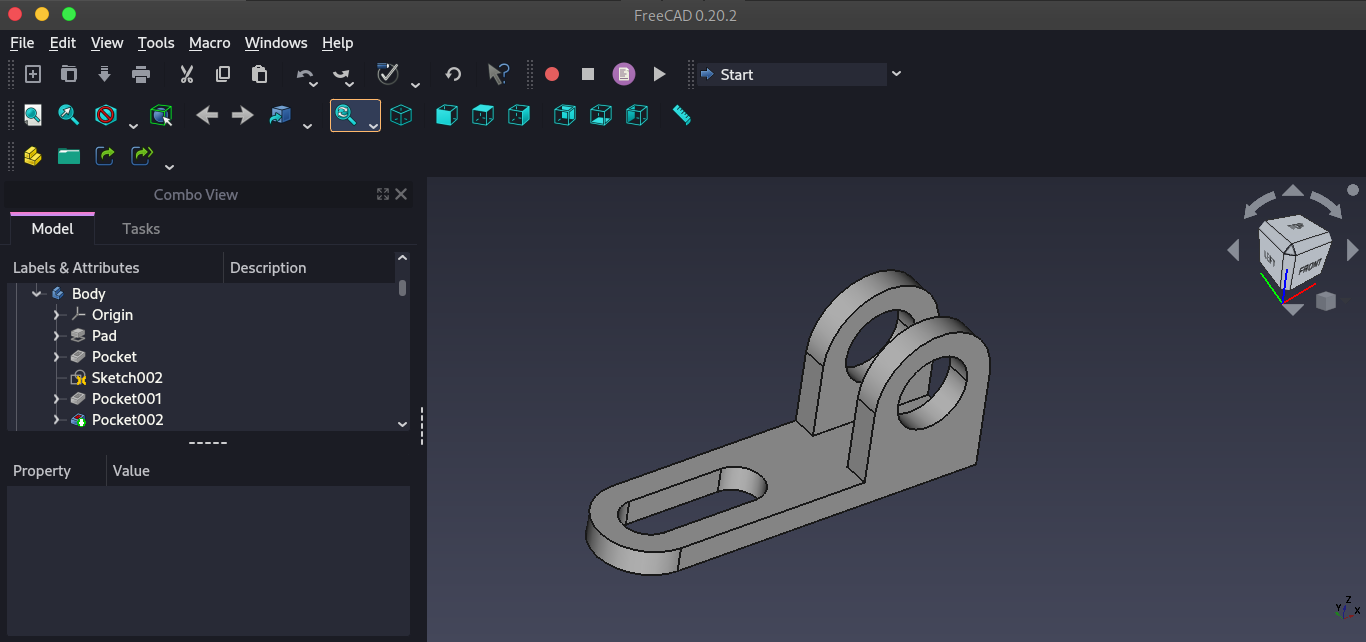 FreeCAD 0.20.2
File Edit View Tools Macro Windows Help
Start
Combo View
Model Tasks
Labels & Attributes Description
Body
Origin
Pad
Pocket
Sketch002
Pocket001
Pocket002
Property Value
LEFT FRONT
Z
Y X